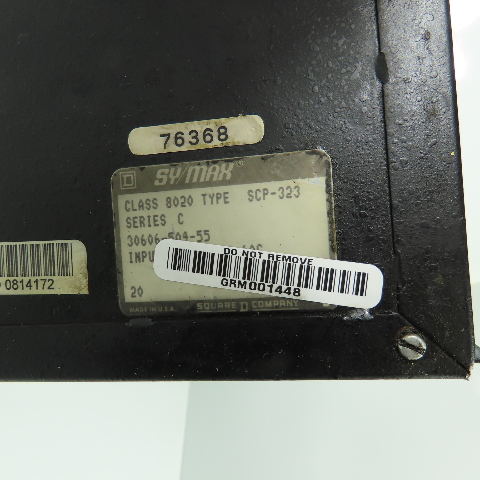 76368
SY/MAX
CLASS 8020 TYPE SCP-323
SERIES C
30606-504-55
INPU
DO NOT REMOVE
GRM001448
0814172
20
MADE IN U.S.A. SQUARE D COMPANY